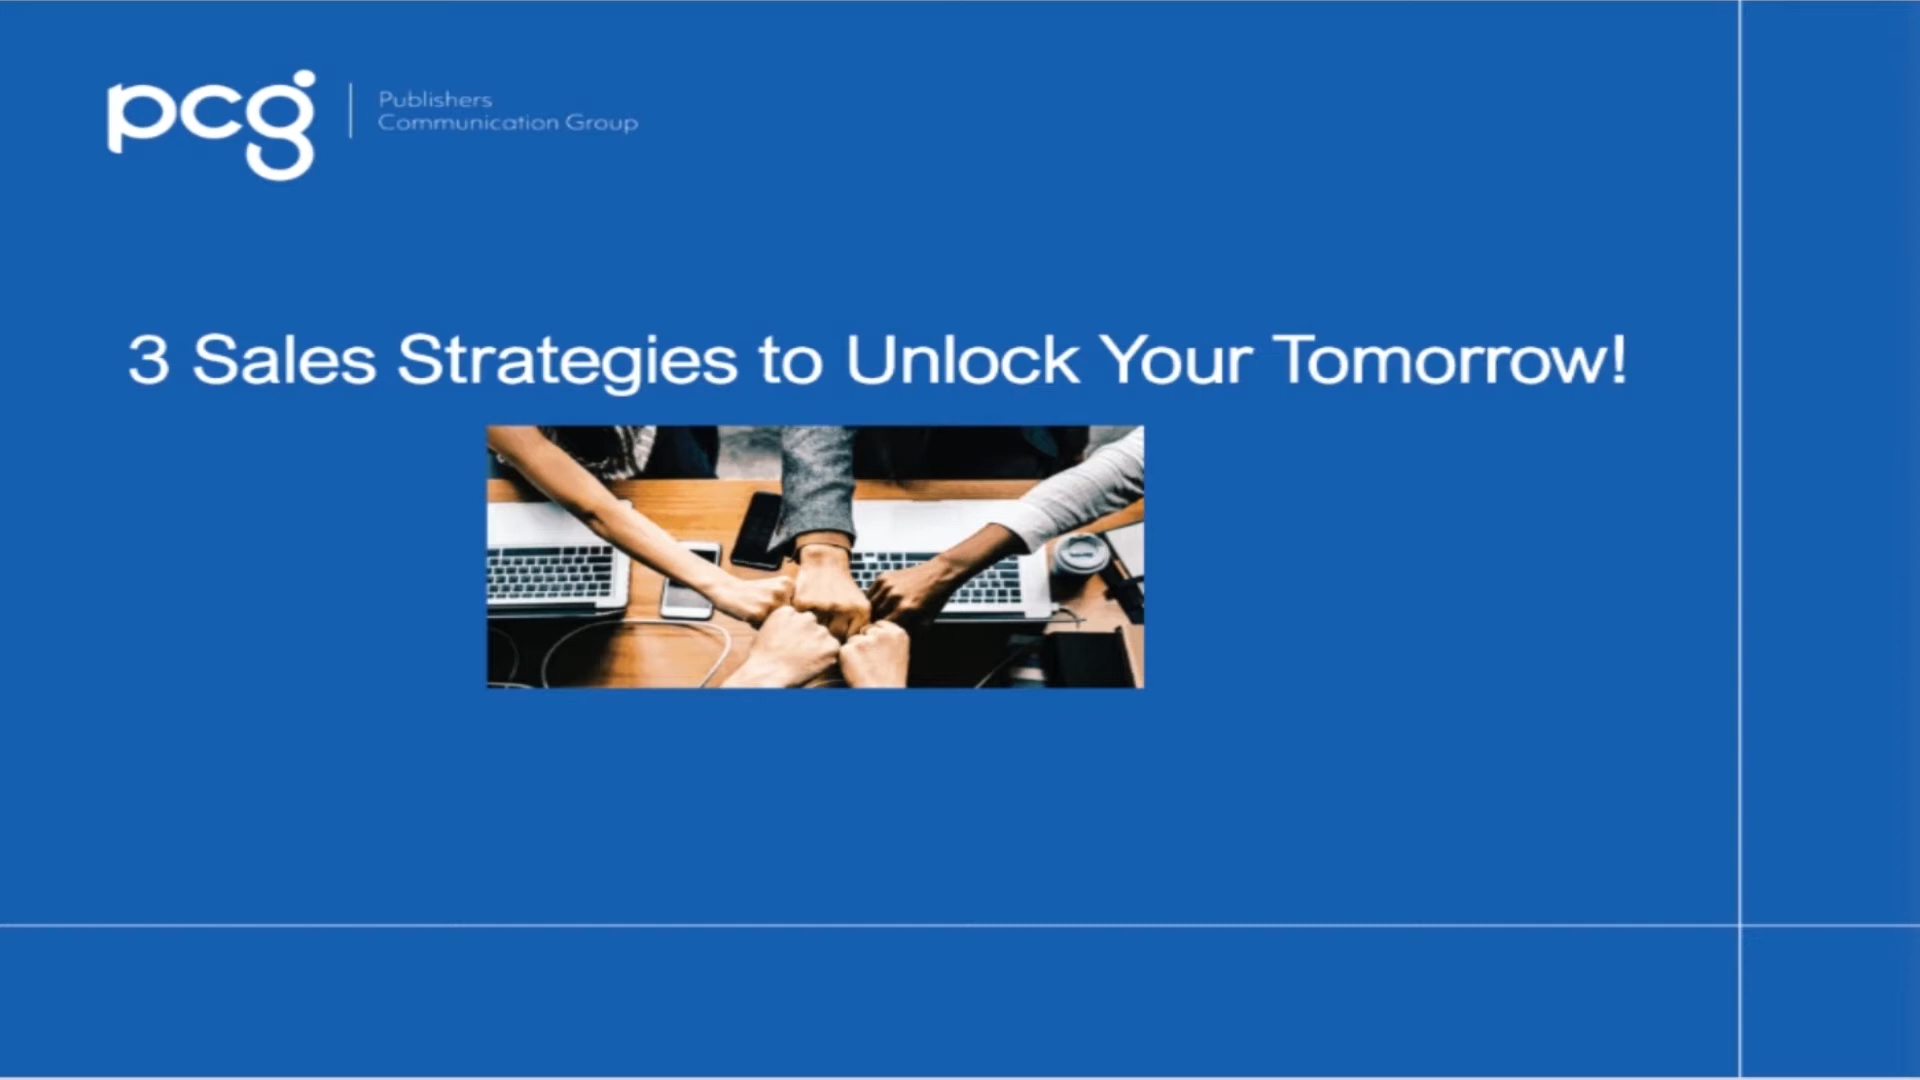 pcg
Publishers
Communication Group
3 Sales Strategies to Unlock Your Tomorrow!